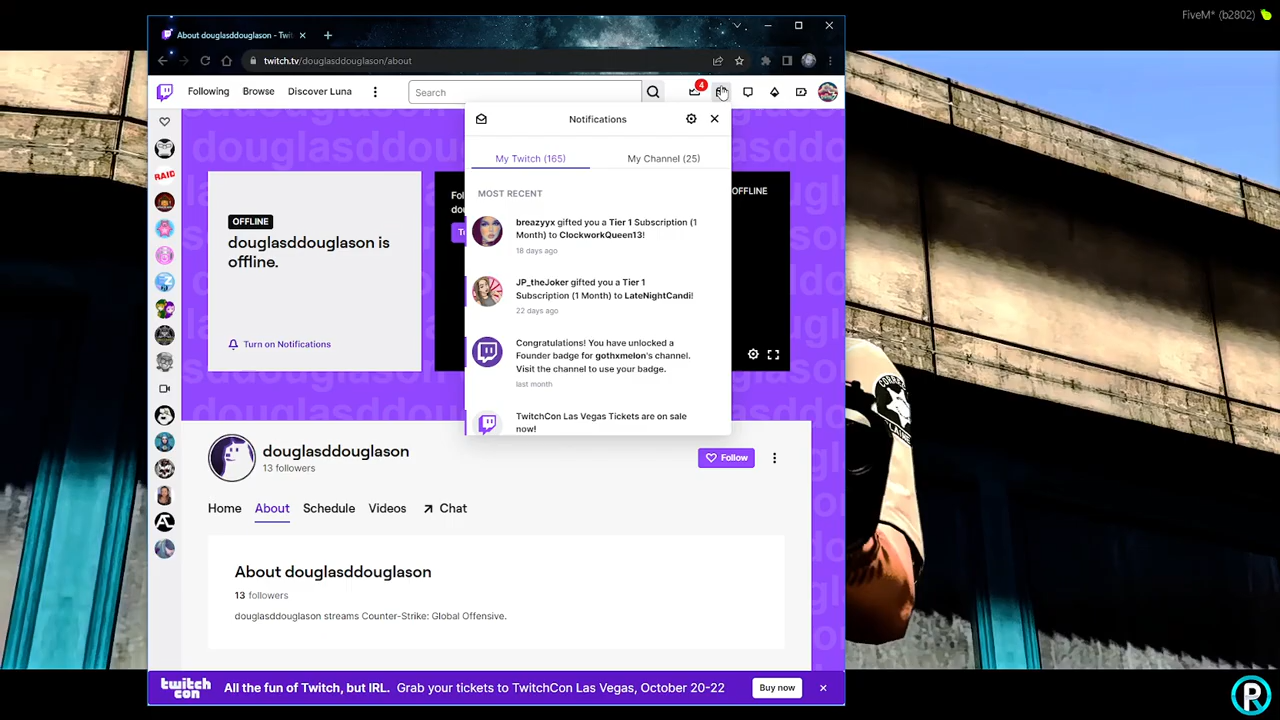 FiveM* (b2802)
About douglasddouglason - Twit
twitch.tv/douglasddouglason/about
Following Browse Discover Luna Search 4
Notifications
My Twitch (165) My Channel (25)
MOST RECENT
breazyyx gifted you a Tier 1 Subscription (1
Month) to ClockworkQueen13!
18 days ago
JP_theJoker gifted you a Tier 1
Subscription (1 Month) to LateNightCandi!
22 days ago
Congratulations! You have unlocked a
Founder badge for gothxmelon's channel.
Visit the channel to use your badge.
last month
TwitchCon Las Vegas Tickets are on sale
now!
RAID
OFFLINE
douglasddouglason is
offline.
Turn on Notifications
Fol
do
OFFLINE
douglasddouglason
13 followers
Follow
Home About Schedule Videos Chat
About douglasddouglason
13 followers
douglasddouglason streams Counter-Strike: Global Offensive.
twitch
con
All the fun of Twitch, but IRL. Grab your tickets to TwitchCon Las Vegas, October 20-22 Buy now
R